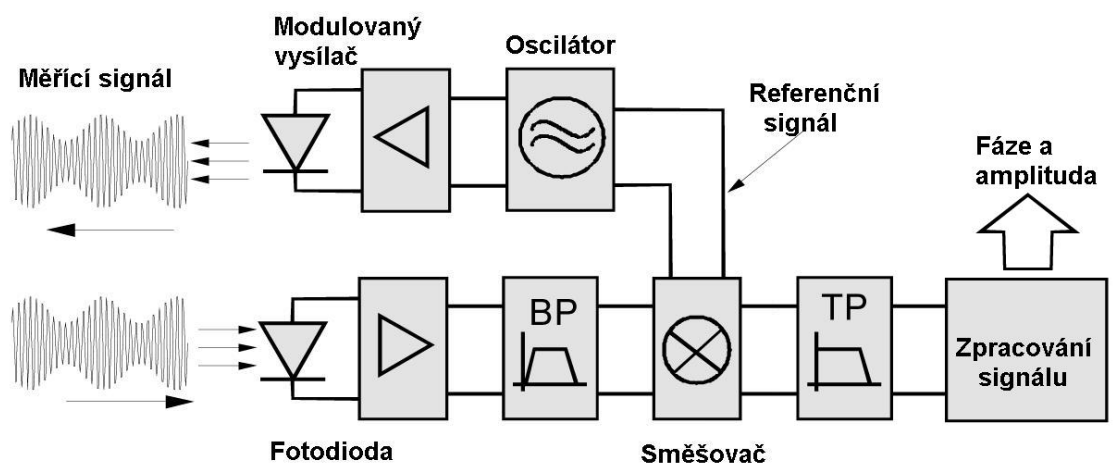 Modulovaný
vysílač
Oscilátor
Měřící signál
Referenční
signál
Fáze a
amplituda
BP
TP
Zpracování
signálu
Fotodioda
Směšovač